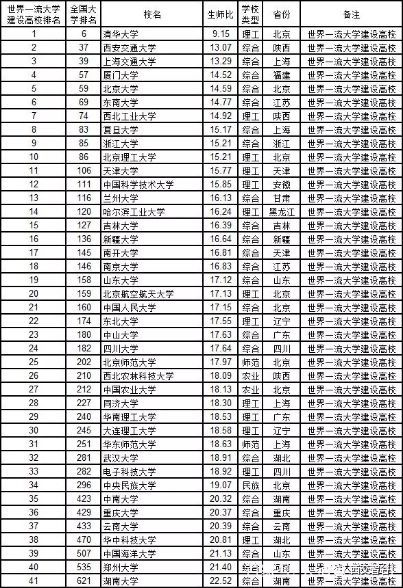 世界一流大学建设高校排名 全国大学排名 校名 生师比 学校类型 省份 备注
1 6 清华大学 9.15 理工 北京 世界一流大学建设高校
2 37 西安交通大学 13.07 综合 陕西 世界一流大学建设高校
3 39 上海交通大学 13.29 综合 上海 世界一流大学建设高校
4 57 厦门大学 14.52 综合 福建 世界一流大学建设高校
5 59 北京大学 14.59 综合 北京 世界一流大学建设高校
6 69 东南大学 14.77 综合 江苏 世界一流大学建设高校
7 74 西北工业大学 14.92 理工 陕西 世界一流大学建设高校
8 83 复旦大学 15.17 综合 上海 世界一流大学建设高校
9 85 浙江大学 15.21 综合 浙江 世界一流大学建设高校
10 86 北京理工大学 15.21 理工 北京 世界一流大学建设高校
11 106 天津大学 15.77 理工 天津 世界一流大学建设高校
12 111 中国科学技术大学 15.85 理工 安徽 世界一流大学建设高校
13 116 兰州大学 16.13 综合 甘肃 世界一流大学建设高校
14 120 哈尔滨工业大学 16.24 理工 黑龙江 世界一流大学建设高校
15 127 吉林大学 16.39 综合 吉林 世界一流大学建设高校
16 136 新疆大学 16.64 综合 新疆 世界一流大学建设高校
17 145 南开大学 16.81 综合 天津 世界一流大学建设高校
18 146 南京大学 16.83 综合 江苏 世界一流大学建设高校
19 158 山东大学 17.12 综合 山东 世界一流大学建设高校
20 159 北京航空航天大学 17.13 理工 北京 世界一流大学建设高校
21 160 中国人民大学 17.15 综合 北京 世界一流大学建设高校
22 174 东北大学 17.55 理工 辽宁 世界一流大学建设高校
23 180 中山大学 17.63 综合 广东 世界一流大学建设高校
24 182 四川大学 17.64 综合 四川 世界一流大学建设高校
25 202 北京师范大学 17.97 师范 北京 世界一流大学建设高校
26 210 西北农林科技大学 18.09 农业 陕西 世界一流大学建设高校
27 212 中国农业大学 18.13 农业 北京 世界一流大学建设高校
28 227 同济大学 18.30 理工 上海 世界一流大学建设高校
29 240 华南理工大学 18.53 理工 广东 世界一流大学建设高校
30 245 大连理工大学 18.58 理工 辽宁 世界一流大学建设高校
31 251 华东师范大学 18.63 师范 上海 世界一流大学建设高校
32 281 武汉大学 18.91 综合 湖北 世界一流大学建设高校
33 282 电子科技大学 18.92 理工 四川 世界一流大学建设高校
34 296 中央民族大学 19.07 民族 北京 世界一流大学建设高校
35 423 中南大学 20.32 综合 湖南 世界一流大学建设高校
36 429 重庆大学 20.37 综合 重庆 世界一流大学建设高校
37 433 云南大学 20.39 综合 云南 世界一流大学建设高校
38 470 华中科技大学 20.81 理工 湖北 世界一流大学建设高校
39 507 中国海洋大学 21.13 综合 山东 世界一流大学建设高校
40 535 郑州大学 21.40 综合
41 621 湖南大学 22.52 综合 湖南 世界一流大学建设高校